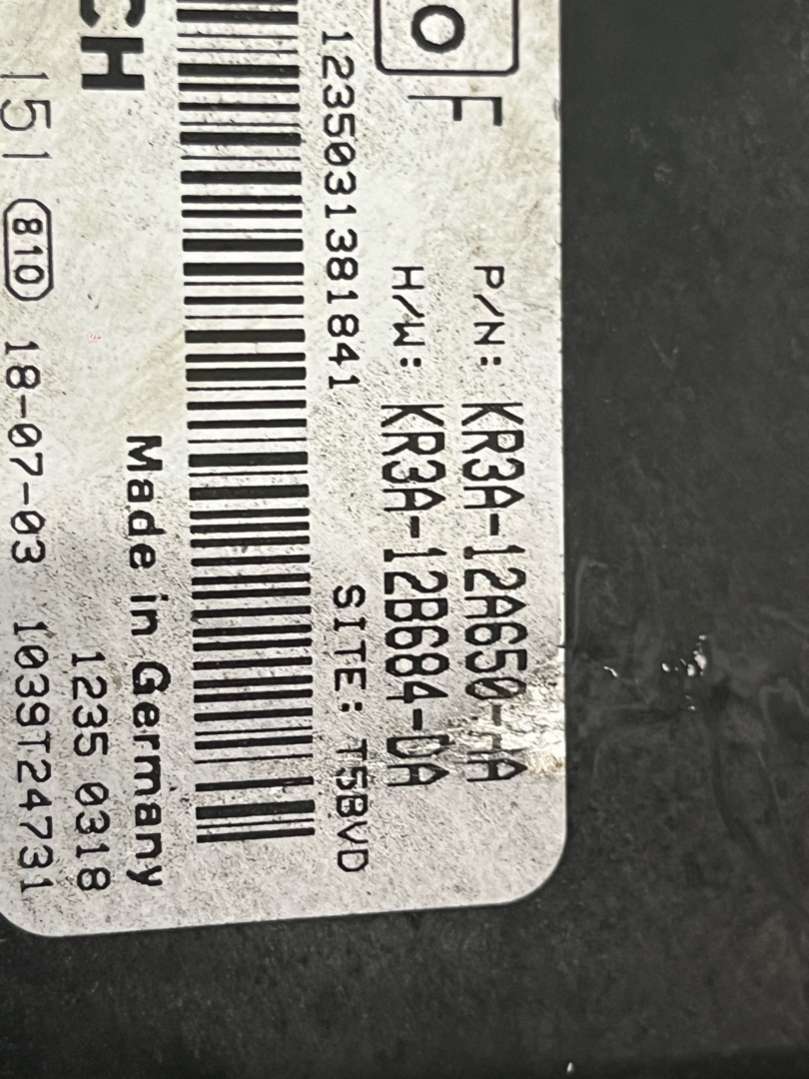 o F
P/N: KR3A-12A650-
H/W: KR3A-12B684-
1235031381841 SITE: T5BVD
CH
Made in Germany
1235 0318
151 810 18-07-03 1039T24731